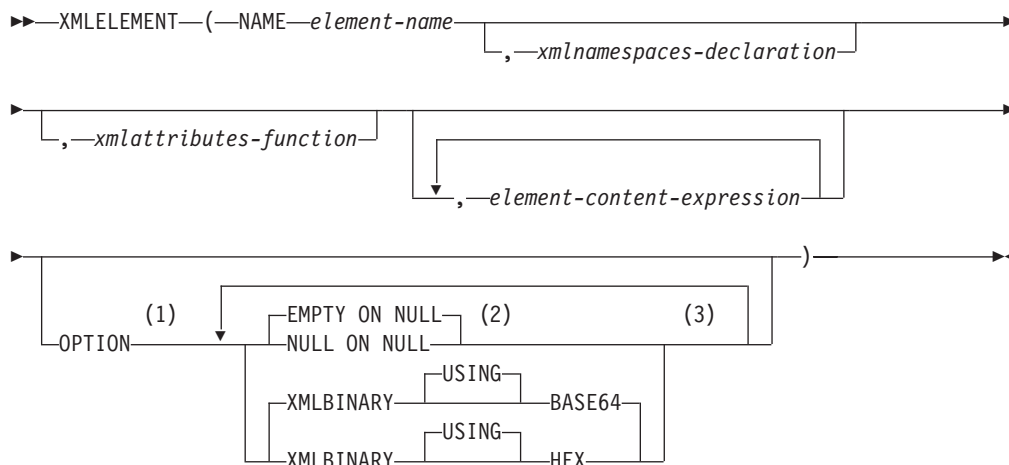 XMLELEMENT ( NAME element-name
, xmlnamespaces-declaration
, xmlattributes-function
, element-content-expression
)
(1) EMPTY ON NULL (2) (3)
OPTION NULL ON NULL
USING
XMLBINARY BASE64
USING
XMLBINARY HEX